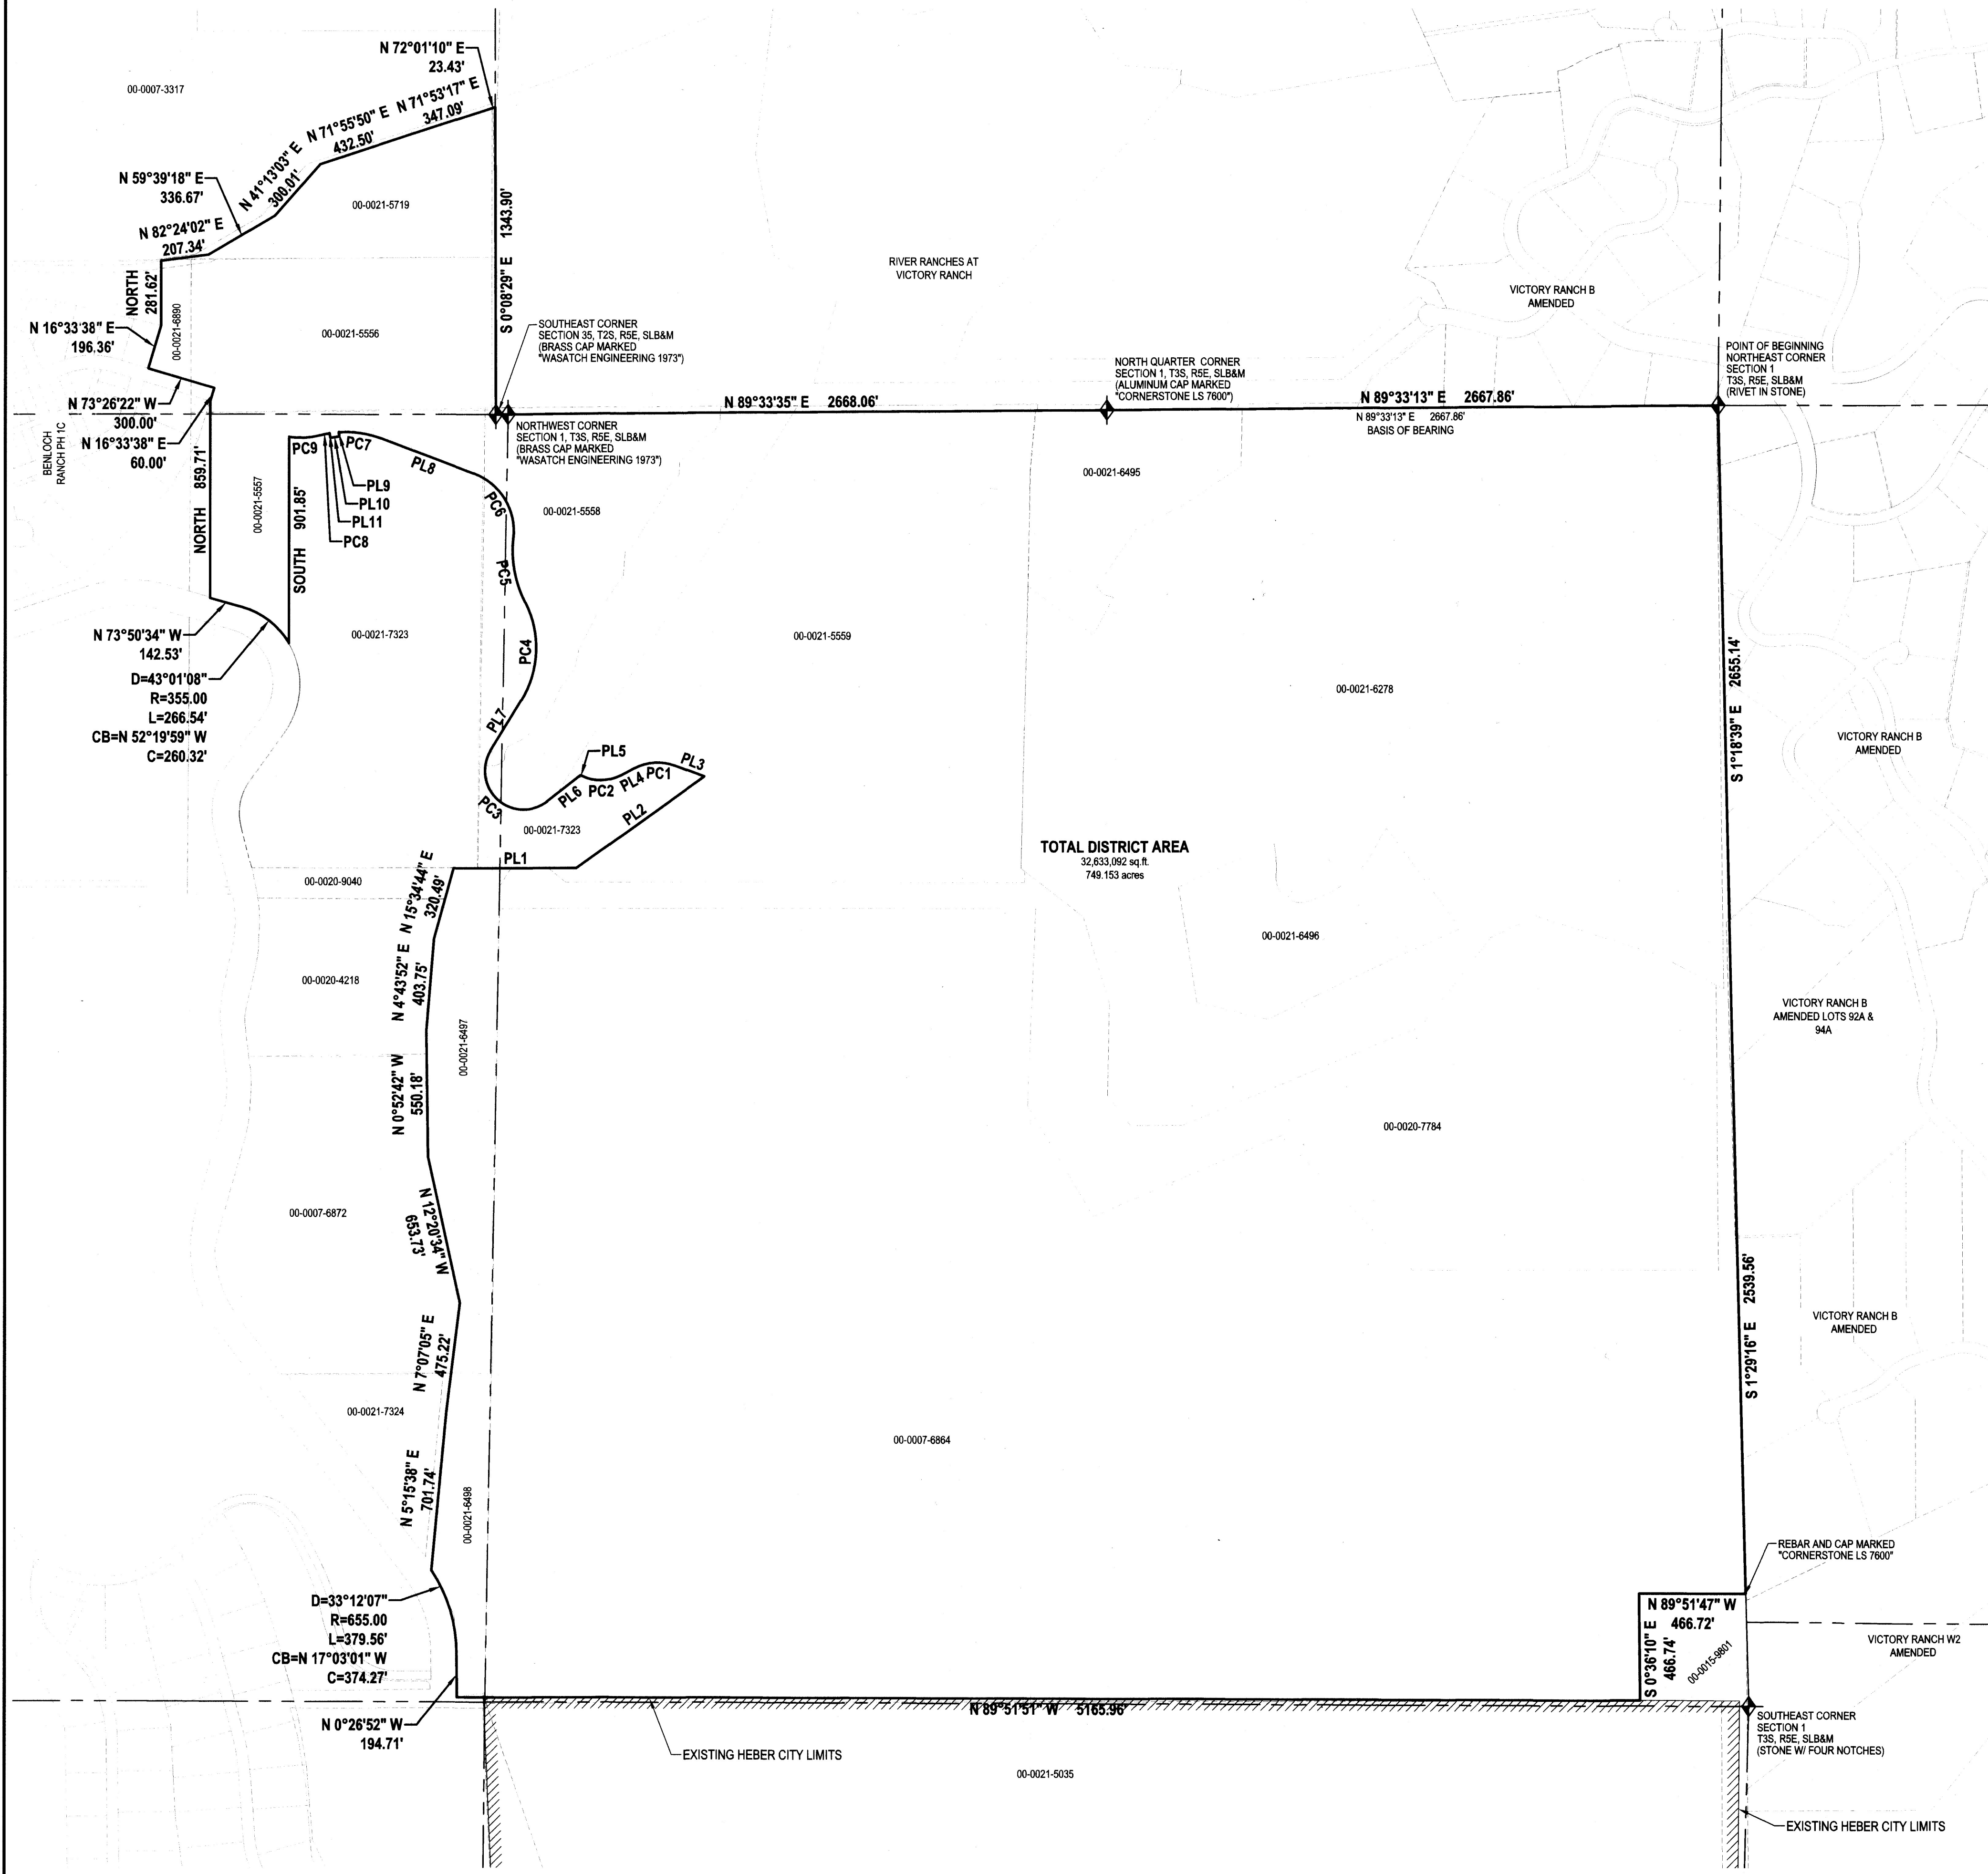 N 72°01'10" E
23.43'
00-0007-3317
N 71°53'17" E
347.09'
N 71°55'50" E
432.50'
N 41°13'03" E
300.01'
N 59°39'18" E
336.67'
N 82°24'02" E
207.34'
00-0021-5719
S 0°08'29" E 1343.90'
NORTH
281.62'
00-0021-6890
00-0021-5556
N 16°33'38" E
196.36'
N 73°26'22" W
300.00'
N 16°33'38" E
60.00'
BENLOCH
RANCH PH 1C
RIVER RANCHES AT
VICTORY RANCH
VICTORY RANCH B
AMENDED
SOUTHEAST CORNER
SECTION 35, T2S, R5E, SLB&M
(BRASS CAP MARKED
"WASATCH ENGINEERING 1973")
NORTH QUARTER CORNER
SECTION 1, T3S, R5E, SLB&M
(ALUMINUM CAP MARKED
"CORNERSTONE LS 7600")
POINT OF BEGINNING
NORTHEAST CORNER
SECTION 1
T3S, R5E, SLB&M
(RIVET IN STONE)
N 89°33'35" E 2668.06'
N 89°33'13" E 2667.86'
N 89°33'13" E 2667.86'
BASIS OF BEARING
NORTHWEST CORNER
SECTION 1, T3S, R5E, SLB&M
(BRASS CAP MARKED
"WASATCH ENGINEERING 1973")
PC9
PC7
PL8
PL9
PL10
PL11
PC8
PC6
NORTH 859.71'
00-0021-5557
SOUTH 901.85'
00-0021-5558
00-0021-6495
PC5
N 73°50'34" W
142.53'
D=43°01'08"
R=355.00
L=266.54'
CB=N 52°19'59" W
C=260.32'
00-0021-7323
PC4
00-0021-5559
00-0021-6278
S 1°18'39" E 2655.14'
VICTORY RANCH B
AMENDED
PL7
PL5
PL3
PC1
PL4
PC2
PL6
PC3
PL2
00-0021-7323
PL1
TOTAL DISTRICT AREA
32,633,092 sq.ft.
749.153 acres
00-0020-9040
N 15°34'44" E
320.49'
00-0021-6496
N 4°43'52" E
403.75'
00-0020-4218
00-0021-6497
VICTORY RANCH B
AMENDED LOTS 92A &
94A
N 0°52'42" W
550.18'
00-0020-7784
00-0007-6872
N 12°20'34" W
653.73'
S 1°29'16" E 2539.56'
VICTORY RANCH B
AMENDED
N 7°07'05" E
475.22'
00-0021-7324
00-0007-6864
N 5°15'38" E
701.74'
00-0021-6498
REBAR AND CAP MARKED
"CORNERSTONE LS 7600"
D=33°12'07"
R=655.00
L=379.56'
CB=N 17°03'01" W
C=374.27'
N 89°51'47" W
466.72'
S 0°36'10" E
466.74'
00-0015-9801
VICTORY RANCH W2
AMENDED
N 0°26'52" W
194.71'
N 89°51'51" W 5165.96'
SOUTHEAST CORNER
SECTION 1
T3S, R5E, SLB&M
(STONE W/ FOUR NOTCHES)
EXISTING HEBER CITY LIMITS
00-0021-5035
EXISTING HEBER CITY LIMITS